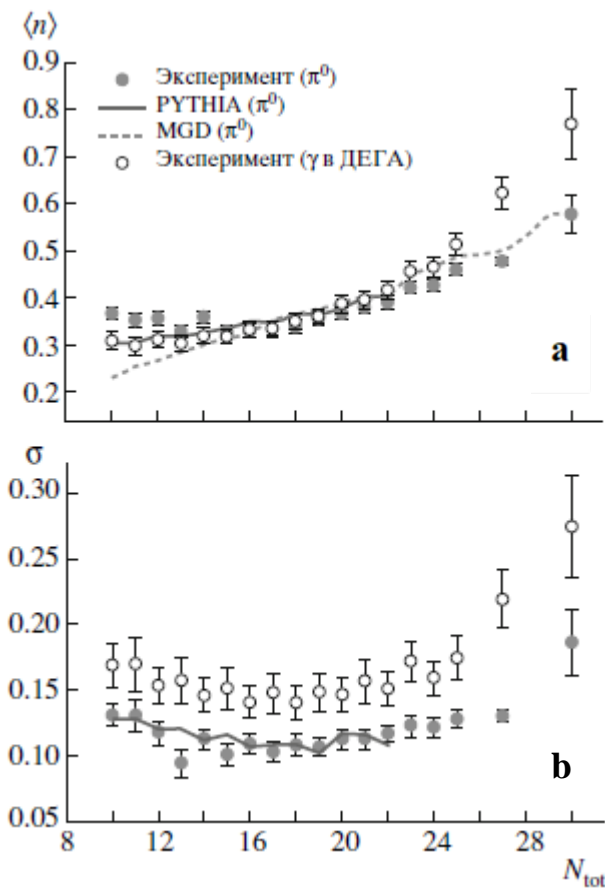 ⟨n⟩
0.9
0.8
0.7
0.6
0.5
0.4
0.3
0.2
Эксперимент (π⁰)
PYTHIA (π⁰)
MGD (π⁰)
Эксперимент (γ в ДЕГА)
a
σ
0.30
0.25
0.20
0.15
0.10
0.05
b
8 12 16 20 24 28
N_tot